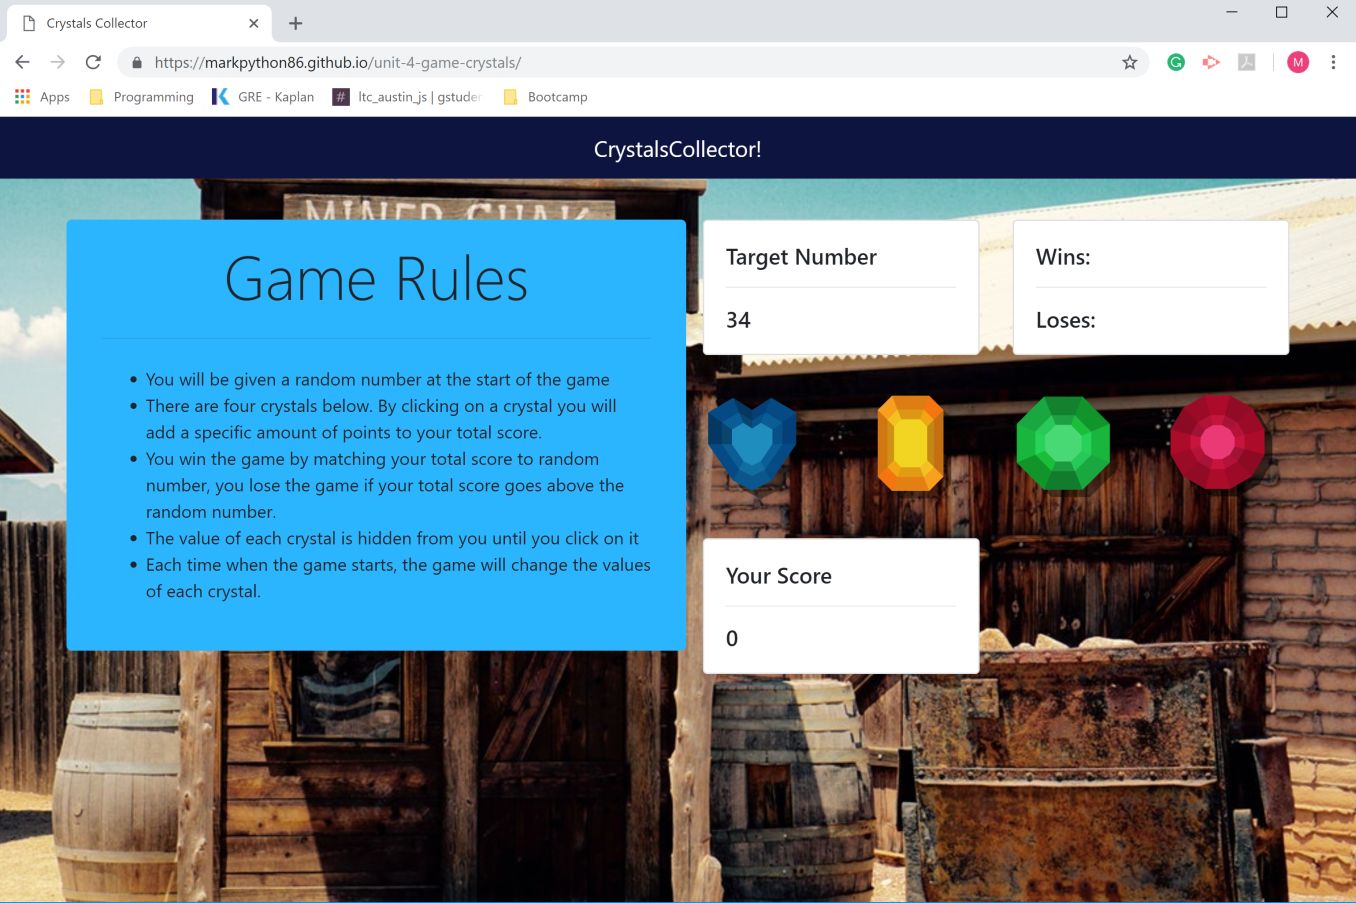 Crystals Collector
https://markpython86.github.io/unit-4-game-crystals/
M
Apps Programming GRE - Kaplan # ltc_austin_js | gstuder Bootcamp
CrystalsCollector!
MINER SHAK
Game Rules
You will be given a random number at the start of the game
There are four crystals below. By clicking on a crystal you will
add a specific amount of points to your total score.
You win the game by matching your total score to random
number, you lose the game if your total score goes above the
random number.
The value of each crystal is hidden from you until you click on it
Each time when the game starts, the game will change the values
of each crystal.
Target Number
34
Wins:
Loses:
Your Score
0